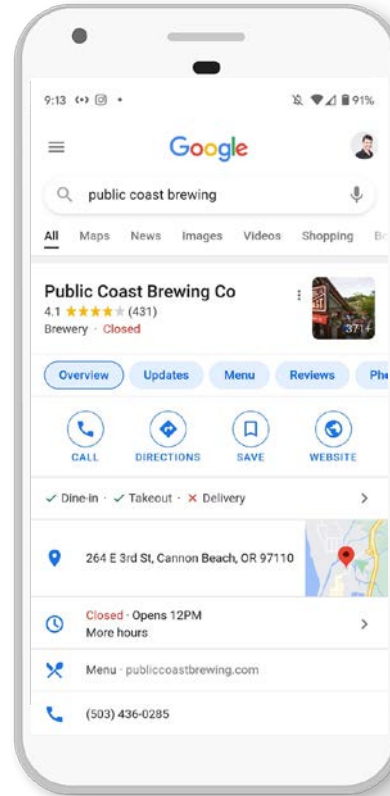 9:13 91%
Google
public coast brewing
All Maps News Images Videos Shopping
Public Coast Brewing Co
4.1 ★★★★★ (431)
371+
Brewery · Closed
Overview Updates Menu Reviews
CALL DIRECTIONS SAVE WEBSITE
✓ Dine-in · ✓ Takeout · ✕ Delivery
264 E 3rd St, Cannon Beach, OR 97110
Closed · Opens 12PM
More hours
Menu · publiccoastbrewing.com
(503) 436-0285